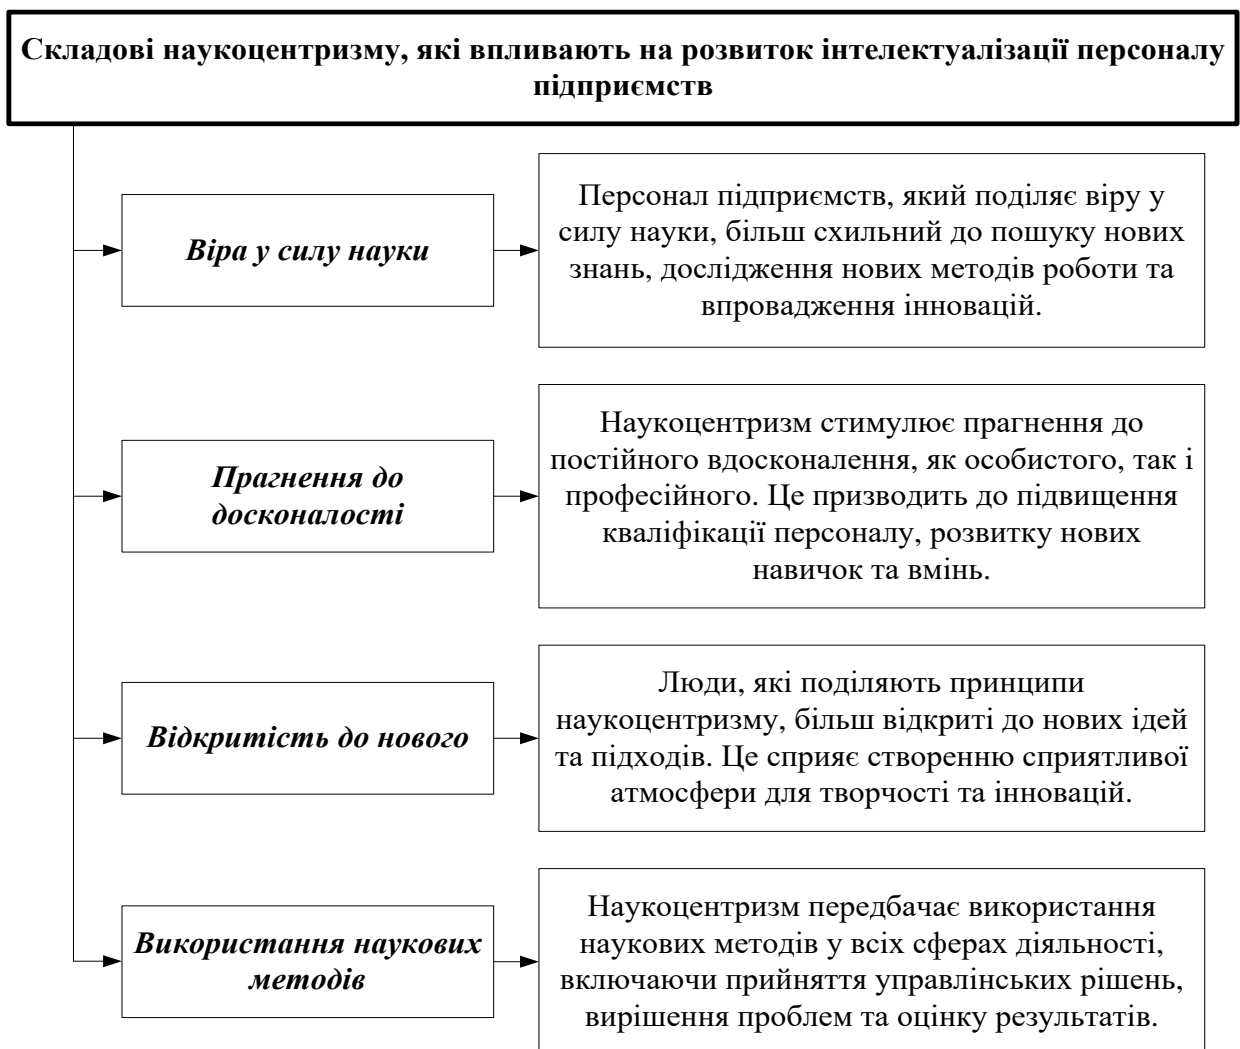 Складові наукоцентризму, які впливають на розвиток інтелектуалізації персоналу
підприємств
Віра у силу науки
Персонал підприємств, який поділяє віру у
силу науки, більш схильний до пошуку нових
знань, дослідження нових методів роботи та
впровадження інновацій.
Прагнення до
досконалості
Наукоцентризм стимулює прагнення до
постійного вдосконалення, як особистого, так і
професійного. Це призводить до підвищення
кваліфікації персоналу, розвитку нових
навичок та вмінь.
Відкритість до нового
Люди, які поділяють принципи
наукоцентризму, більш відкриті до нових ідей
та підходів. Це сприяє створенню сприятливої
атмосфери для творчості та інновацій.
Використання наукових
методів
Наукоцентризм передбачає використання
наукових методів у всіх сферах діяльності,
включаючи прийняття управлінських рішень,
вирішення проблем та оцінку результатів.